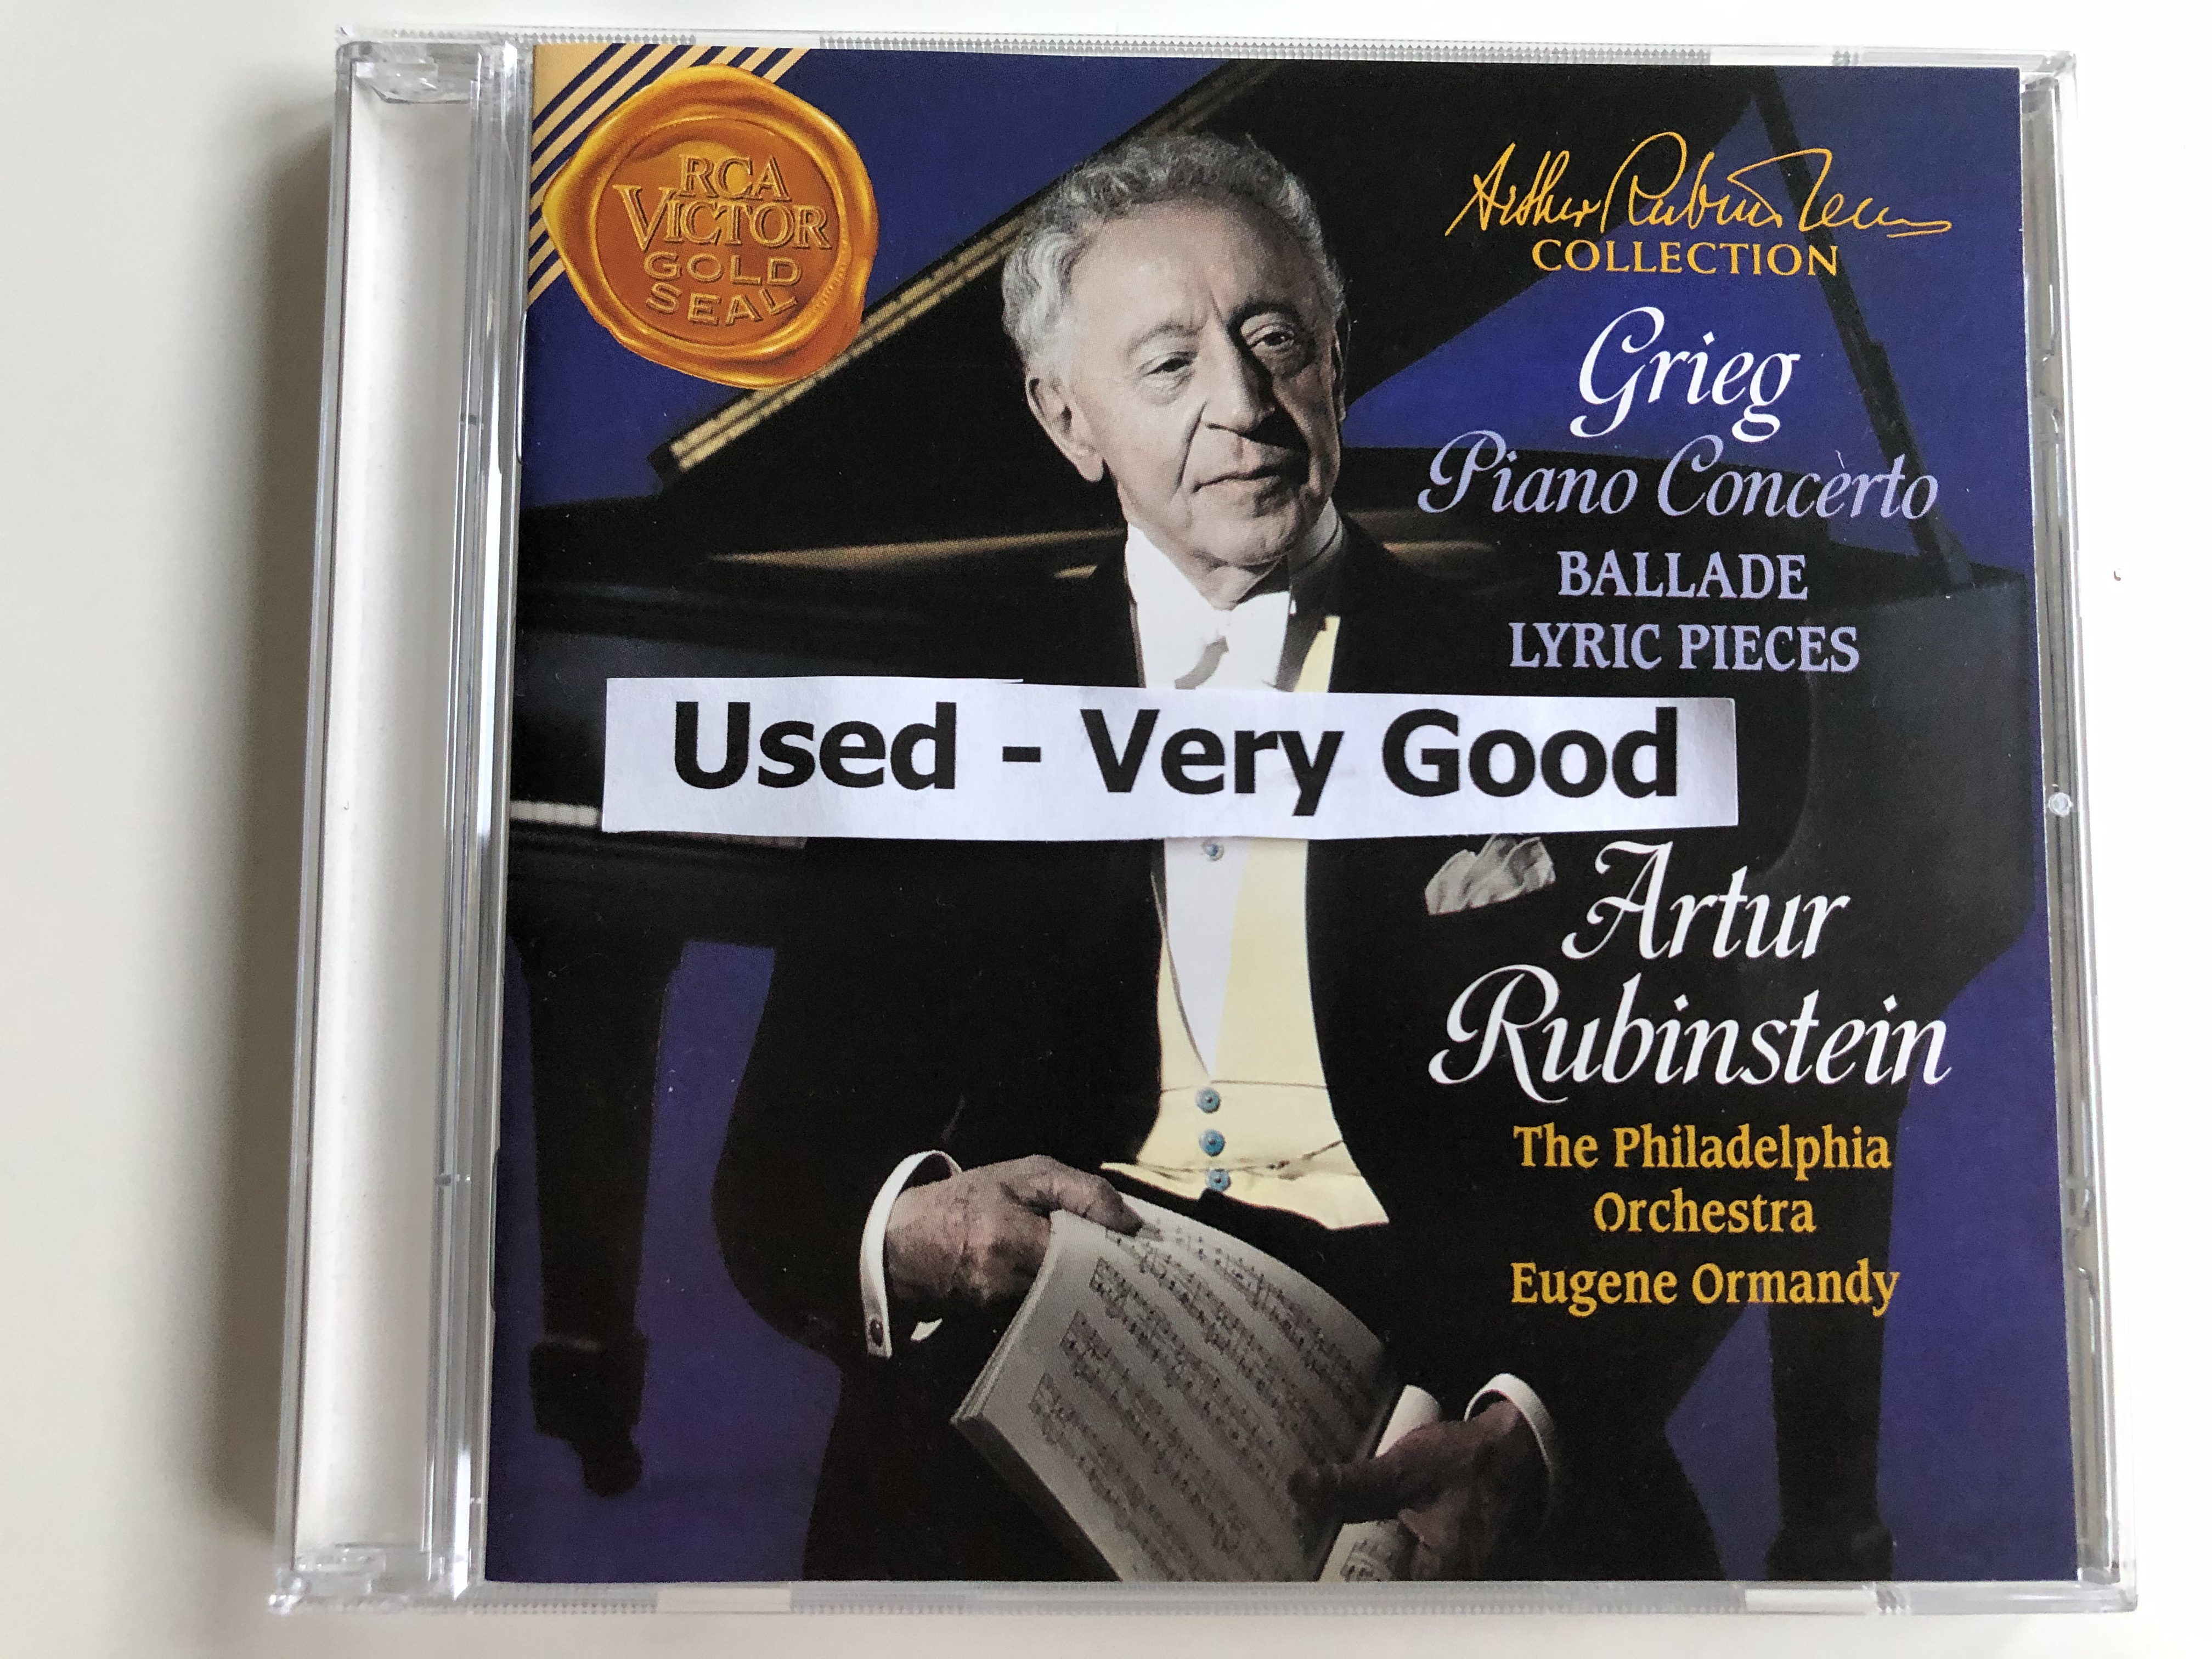 RCA
VICTOR
GOLD
SEAL
Arthur Rubinstein
COLLECTION
Grieg
Piano Concèrto
BALLADE
LYRIC PIECES
Used - Very Good
Artur
Rubinstein
The Philadelphia
Orchestra
Eugene Ormandy